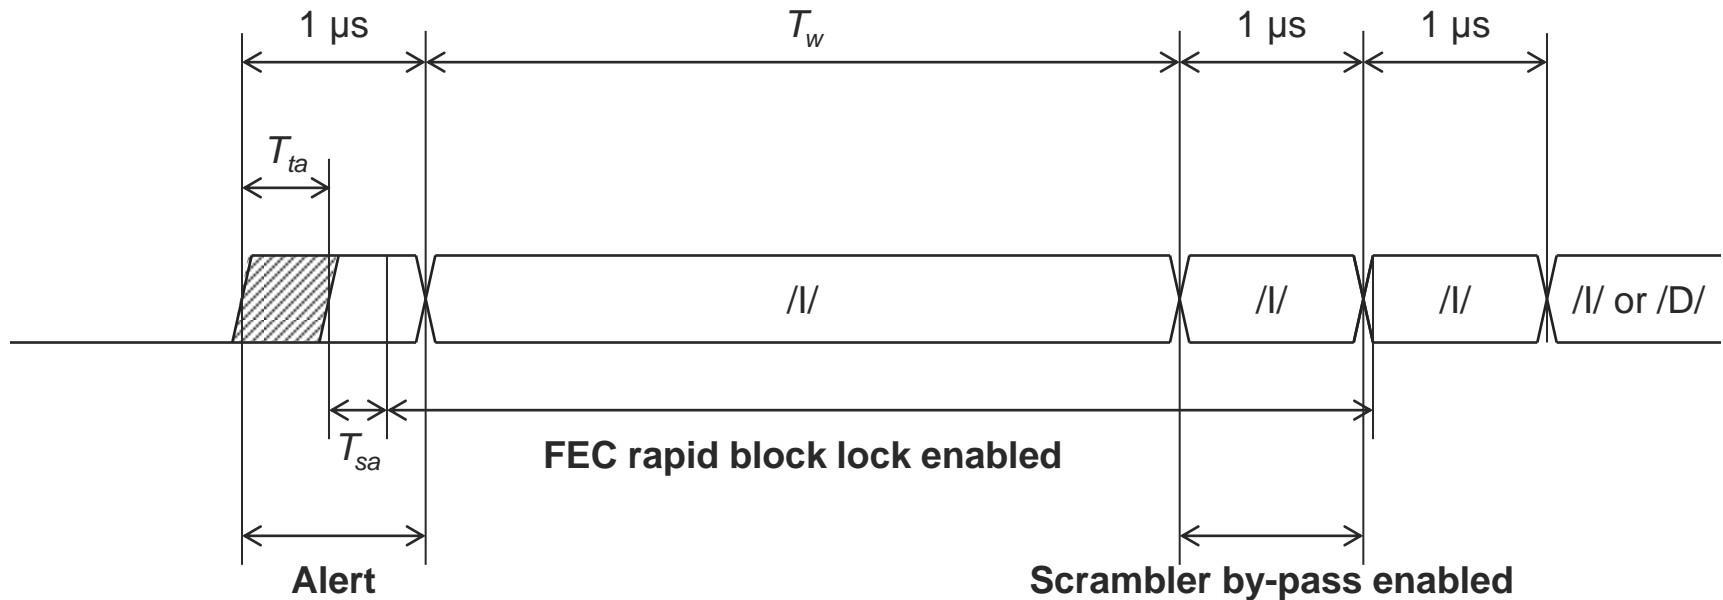 1 µs
T_w
1 µs
1 µs
T_ta
/I/
/I/
/I/
/I/ or /D/
T_sa
FEC rapid block lock enabled
Alert
Scrambler by-pass enabled